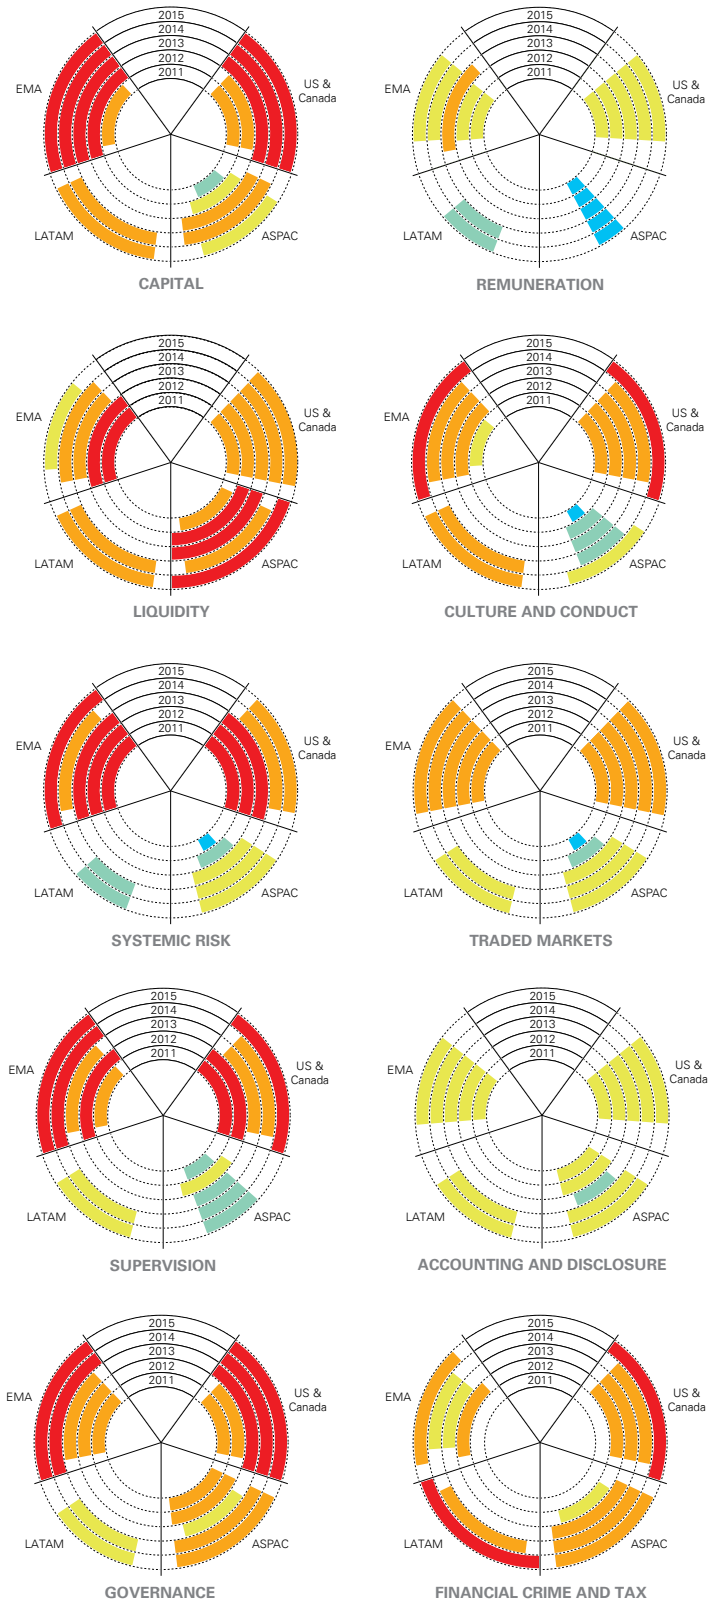 2015
2014
2013
2012
2011
EMA
US &
Canada
LATAM
ASPAC
CAPITAL
2015
2014
2013
2012
2011
EMA
US &
Canada
LATAM
ASPAC
REMUNERATION
2015
2014
2013
2012
2011
EMA
US &
Canada
LATAM
ASPAC
LIQUIDITY
2015
2014
2013
2012
2011
EMA
US &
Canada
LATAM
ASPAC
CULTURE AND CONDUCT
2015
2014
2013
2012
2011
EMA
US &
Canada
LATAM
ASPAC
SYSTEMIC RISK
2015
2014
2013
2012
2011
EMA
US &
Canada
LATAM
ASPAC
TRADED MARKETS
2015
2014
2013
2012
2011
EMA
US &
Canada
LATAM
ASPAC
SUPERVISION
2015
2014
2013
2012
2011
EMA
US &
Canada
LATAM
ASPAC
ACCOUNTING AND DISCLOSURE
2015
2014
2013
2012
2011
EMA
US &
Canada
LATAM
ASPAC
GOVERNANCE
2015
2014
2013
2012
2011
EMA
US &
Canada
LATAM
ASPAC
FINANCIAL CRIME AND TAX